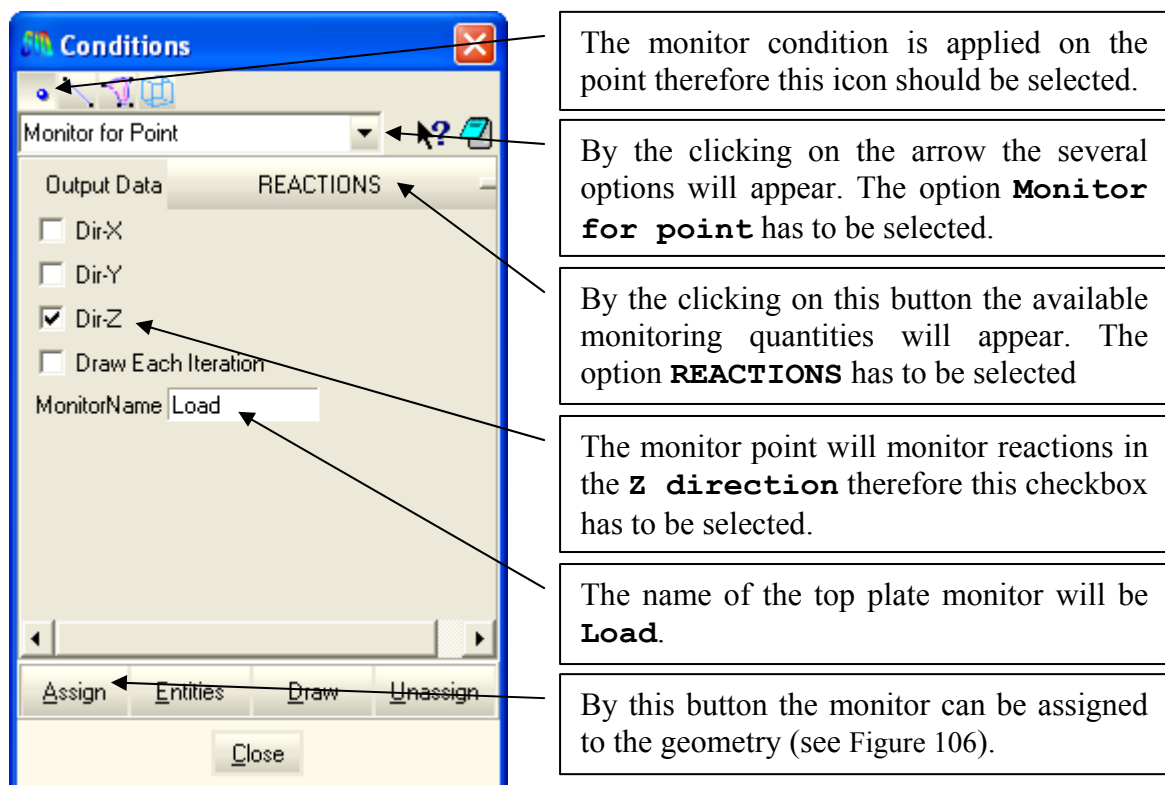 Conditions
Monitor for Point
Output Data REACTIONS
Dir-X
Dir-Y
Dir-Z
Draw Each Iteration
MonitorName Load
Assign Entities Draw Unassign
Close
The monitor condition is applied on the
point therefore this icon should be selected.
By the clicking on the arrow the several
options will appear. The option Monitor
for point has to be selected.
By the clicking on this button the available
monitoring quantities will appear. The
option REACTIONS has to be selected
The monitor point will monitor reactions in
the Z direction therefore this checkbox
has to be selected.
The name of the top plate monitor will be
Load.
By this button the monitor can be assigned
to the geometry (see Figure 106).